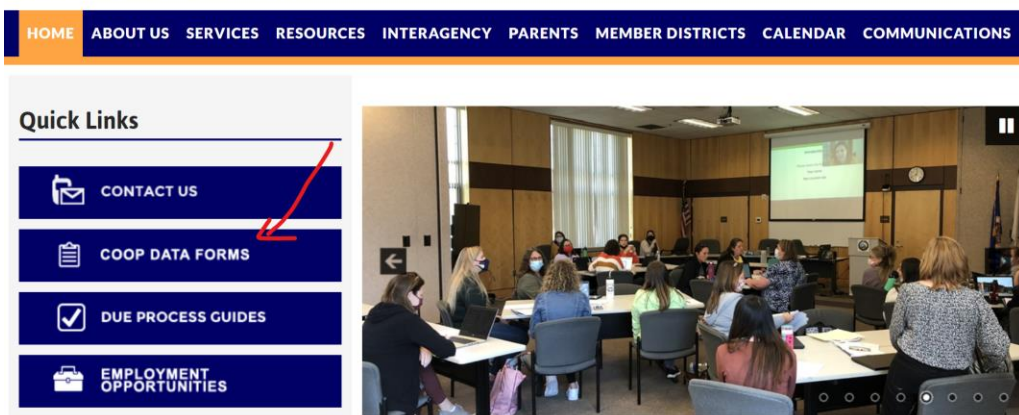 HOME ABOUT US SERVICES RESOURCES INTERAGENCY PARENTS MEMBER DISTRICTS CALENDAR COMMUNICATIONS
Quick Links
CONTACT US
COOP DATA FORMS
DUE PROCESS GUIDES
EMPLOYMENT
OPPORTUNITIES